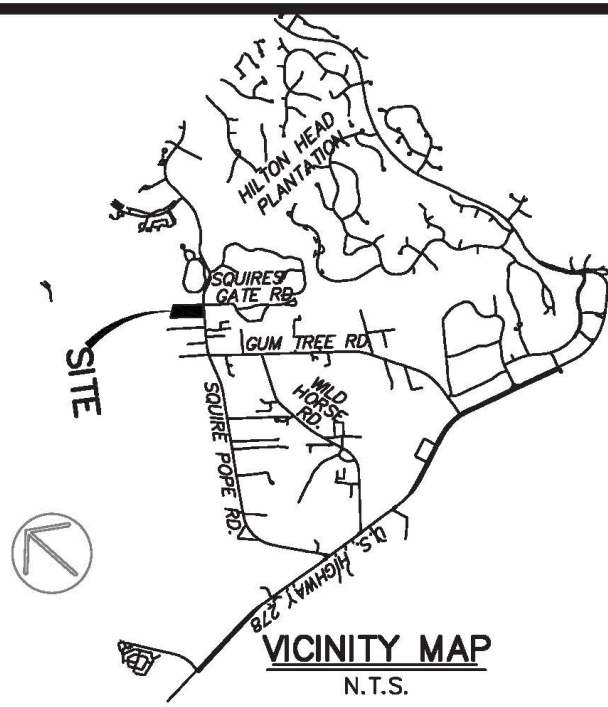 HILTON HEAD
PLANTATION
SQUIRES
GATE RD.
GUM TREE RD.
SITE
WILD
HORSE
RD.
SQUIRE POPE RD.
U.S. HIGHWAY 278
VICINITY MAP
N.T.S.